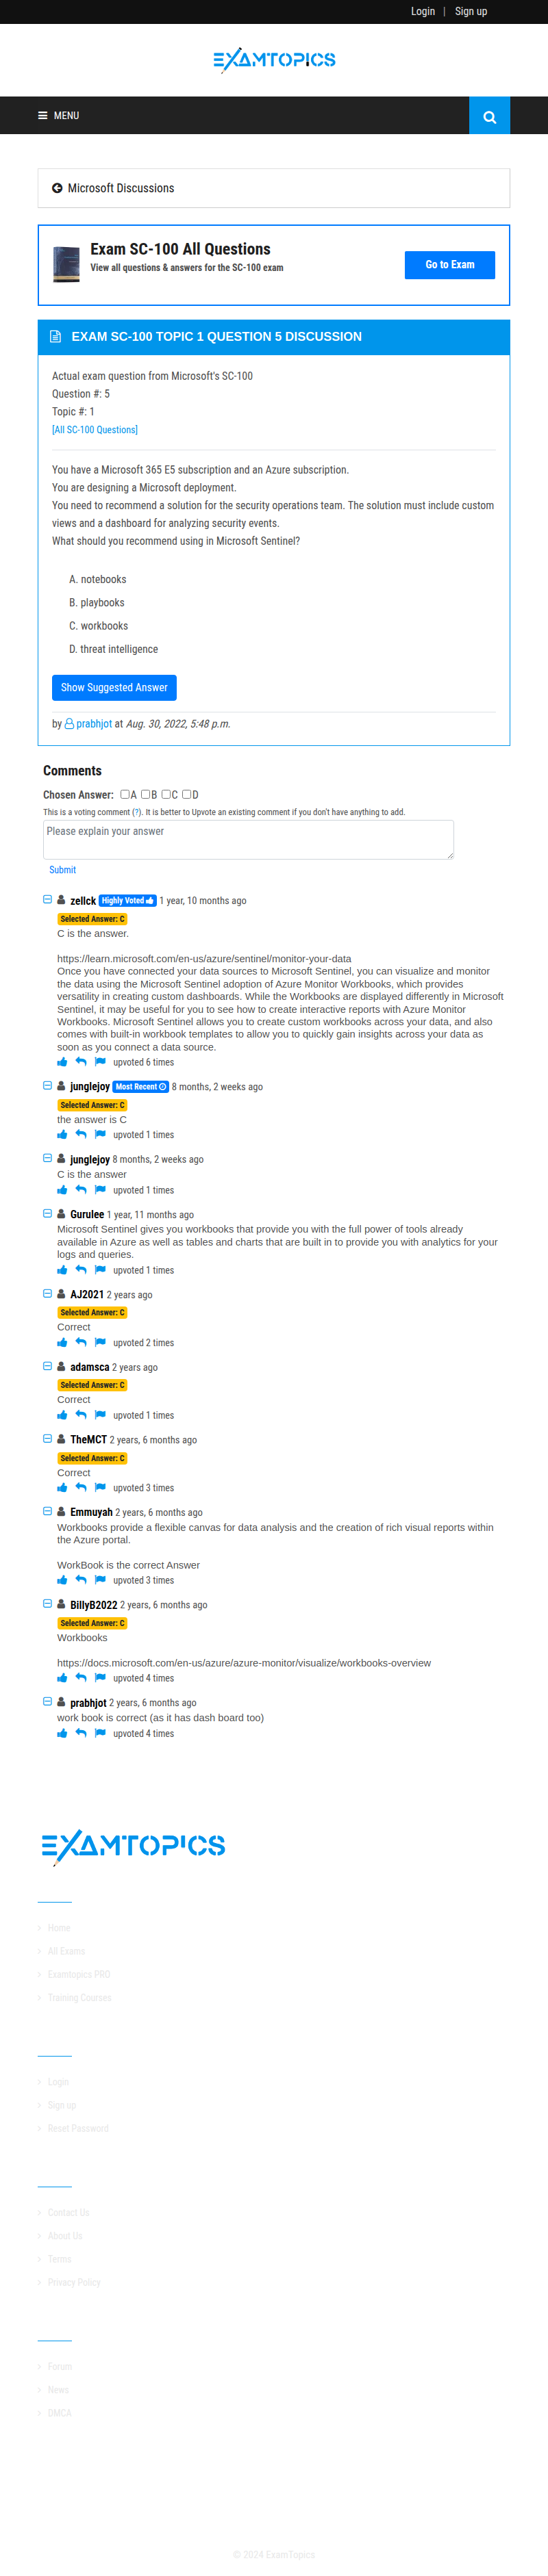 Login | Sign up
EXAMTOPICS
MENU
Microsoft Discussions
Exam SC-100 All Questions
View all questions & answers for the SC-100 exam
Go to Exam
EXAM SC-100 TOPIC 1 QUESTION 5 DISCUSSION
Actual exam question from Microsoft's SC-100
Question #: 5
Topic #: 1
[All SC-100 Questions]
You have a Microsoft 365 E5 subscription and an Azure subscription.
You are designing a Microsoft deployment.
You need to recommend a solution for the security operations team. The solution must include custom
views and a dashboard for analyzing security events.
What should you recommend using in Microsoft Sentinel?
A. notebooks
B. playbooks
C. workbooks
D. threat intelligence
Show Suggested Answer
by prabhjot at Aug. 30, 2022, 5:48 p.m.
Comments
Chosen Answer: A B C D
This is a voting comment (?). It is better to Upvote an existing comment if you don't have anything to add.
Please explain your answer
Submit
zellck Highly Voted 1 year, 10 months ago
Selected Answer: C
C is the answer.
https://learn.microsoft.com/en-us/azure/sentinel/monitor-your-data
Once you have connected your data sources to Microsoft Sentinel, you can visualize and monitor
the data using the Microsoft Sentinel adoption of Azure Monitor Workbooks, which provides
versatility in creating custom dashboards. While the Workbooks are displayed differently in Microsoft
Sentinel, it may be useful for you to see how to create interactive reports with Azure Monitor
Workbooks. Microsoft Sentinel allows you to create custom workbooks across your data, and also
comes with built-in workbook templates to allow you to quickly gain insights across your data as
soon as you connect a data source.
upvoted 6 times
junglejoy Most Recent 8 months, 2 weeks ago
Selected Answer: C
the answer is C
upvoted 1 times
junglejoy 8 months, 2 weeks ago
C is the answer
upvoted 1 times
Gurulee 1 year, 11 months ago
Microsoft Sentinel gives you workbooks that provide you with the full power of tools already
available in Azure as well as tables and charts that are built in to provide you with analytics for your
logs and queries.
upvoted 1 times
AJ2021 2 years ago
Selected Answer: C
Correct
upvoted 2 times
adamsca 2 years ago
Selected Answer: C
Correct
upvoted 1 times
TheMCT 2 years, 6 months ago
Selected Answer: C
Correct
upvoted 3 times
Emmuyah 2 years, 6 months ago
Workbooks provide a flexible canvas for data analysis and the creation of rich visual reports within
the Azure portal.
WorkBook is the correct Answer
upvoted 3 times
BillyB2022 2 years, 6 months ago
Selected Answer: C
Workbooks
https://docs.microsoft.com/en-us/azure/azure-monitor/visualize/workbooks-overview
upvoted 4 times
prabhjot 2 years, 6 months ago
work book is correct (as it has dash board too)
upvoted 4 times
EXAMTOPICS
Home
All Exams
Examtopics PRO
Training Courses
Login
Sign up
Reset Password
Contact Us
About Us
Terms
Privacy Policy
Forum
News
DMCA
© 2024 ExamTopics